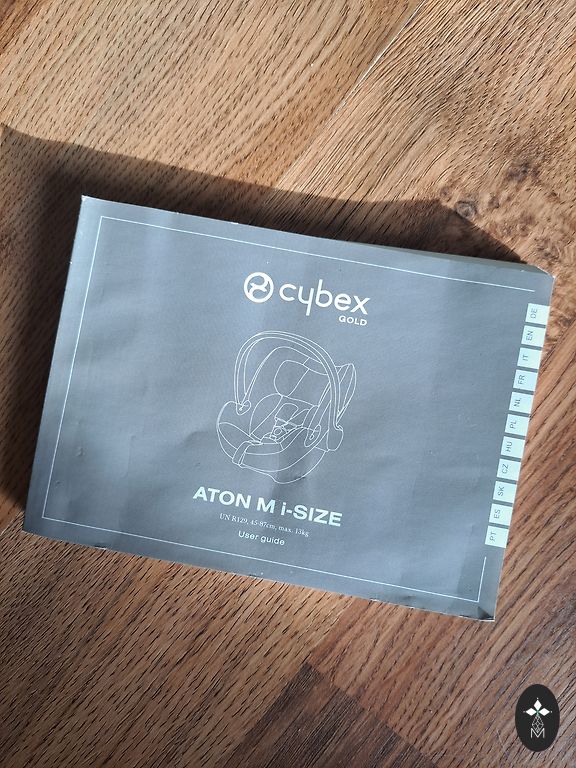 cybex
GOLD
ATON M i-SIZE
UN R129, 45-87cm, max. 13kg
User guide
DE
EN
IT
FR
NL
PL
HU
CZ
SK
ES
PT
M